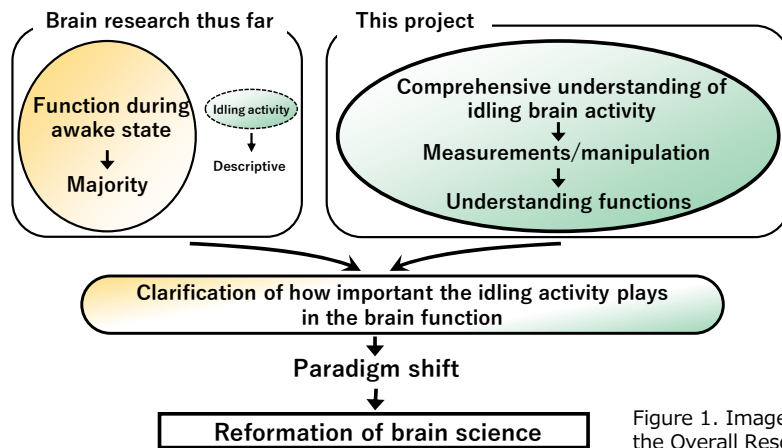 Brain research thus far
Function during
awake state
Majority
Idling activity
Descriptive
This project
Comprehensive understanding of
idling brain activity
Measurements/manipulation
Understanding functions
Clarification of how important the idling activity plays
in the brain function
Paradigm shift
Reformation of brain science
Figure 1. Image
the Overall Rese